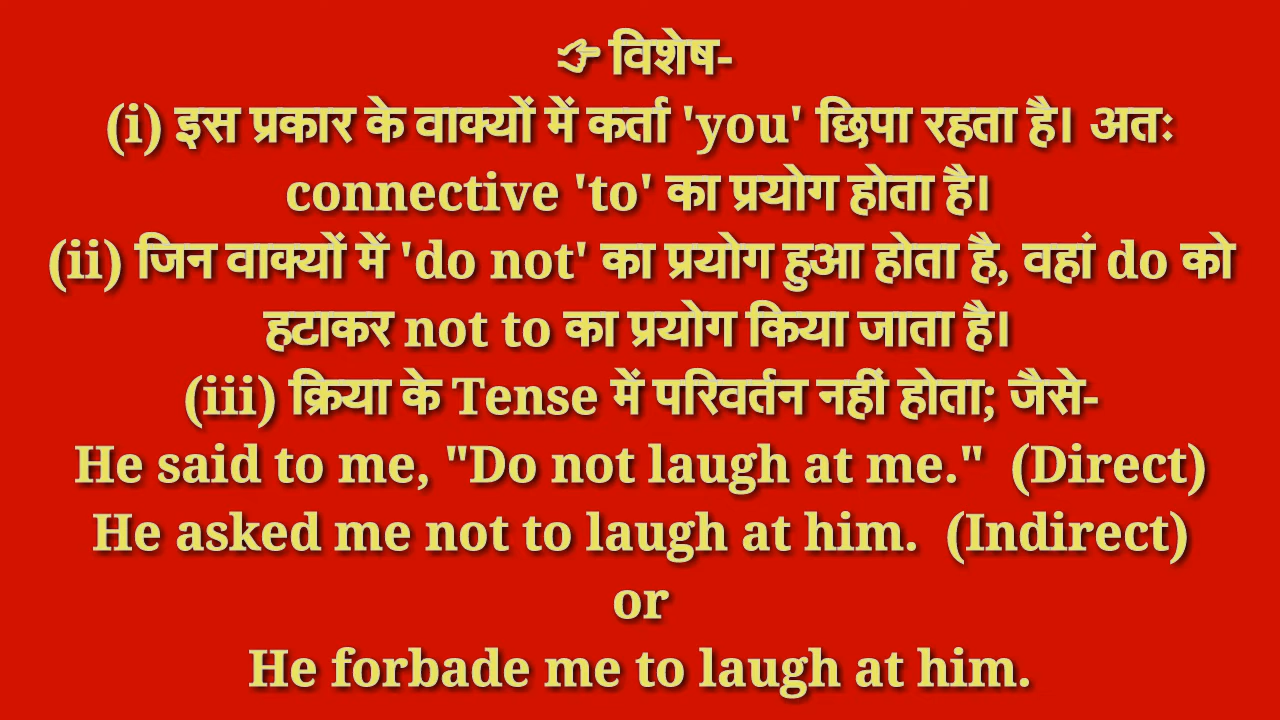 👉 विशेष-
(i) इस प्रकार के वाक्यों में कर्ता 'you' छिपा रहता है। अतः
connective 'to' का प्रयोग होता है।
(ii) जिन वाक्यों में 'do not' का प्रयोग हुआ होता है, वहां do को
हटाकर not to का प्रयोग किया जाता है।
(iii) क्रिया के Tense में परिवर्तन नहीं होता; जैसे-
He said to me, "Do not laugh at me."  (Direct)
He asked me not to laugh at him.  (Indirect)
or
He forbade me to laugh at him.